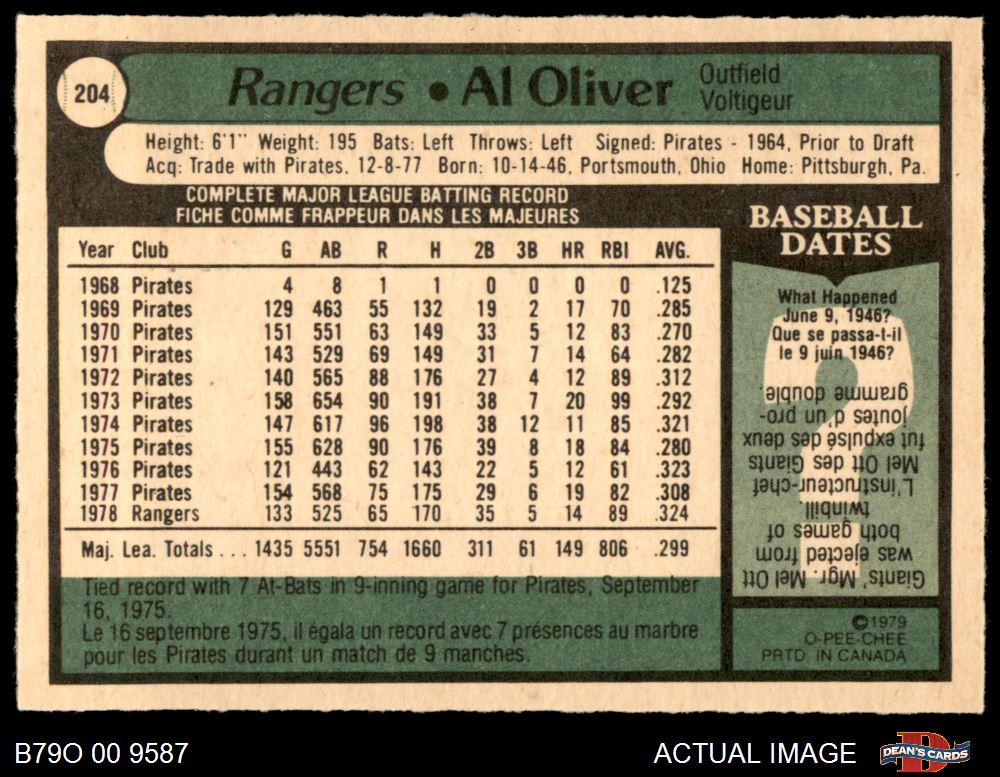 204
Rangers • Al Oliver
Outfield
Voltigeur
Height: 6'1" Weight: 195 Bats: Left Throws: Left Signed: Pirates - 1964, Prior to Draft
Acq: Trade with Pirates, 12-8-77 Born: 10-14-46, Portsmouth, Ohio Home: Pittsburgh, Pa.
COMPLETE MAJOR LEAGUE BATTING RECORD
FICHE COMME FRAPPEUR DANS LES MAJEURES
Year Club G AB R H 2B 3B HR RBI AVG.
1968 Pirates 4 8 1 1 0 0 0 0 .125
1969 Pirates 129 463 55 132 19 2 17 70 .285
1970 Pirates 151 551 63 149 33 5 12 83 .270
1971 Pirates 143 529 69 149 31 7 14 64 .282
1972 Pirates 140 565 88 176 27 4 12 89 .312
1973 Pirates 158 654 90 191 38 7 20 99 .292
1974 Pirates 147 617 96 198 38 12 11 85 .321
1975 Pirates 155 628 90 176 39 8 18 84 .280
1976 Pirates 121 443 62 143 22 5 12 61 .323
1977 Pirates 154 568 75 175 29 6 19 82 .308
1978 Rangers 133 525 65 170 35 5 14 89 .324
Maj. Lea. Totals . . . 1435 5551 754 1660 311 61 149 806 .299
Tied record with 7 At-Bats in 9-inning game for Pirates, September
16, 1975.
Le 16 septembre 1975, il égala un record avec 7 présences au marbre
pour les Pirates durant un match de 9 manches.
BASEBALL
DATES
What Happened
June 9, 1946?
Que se passa-t-il
le 9 juin 1946?
Giants' Mgr. Mel Ott
was ejected from
both games of
twinbill.
L'instructeur-chef
Mel Ott des Giants
fut expulsé des deux
joutes d'un pro-
gramme double.
©1979
O-PEE-CHEE
PRTD IN CANADA
B79O 00 9587
ACTUAL IMAGE
DEAN'S CARDS